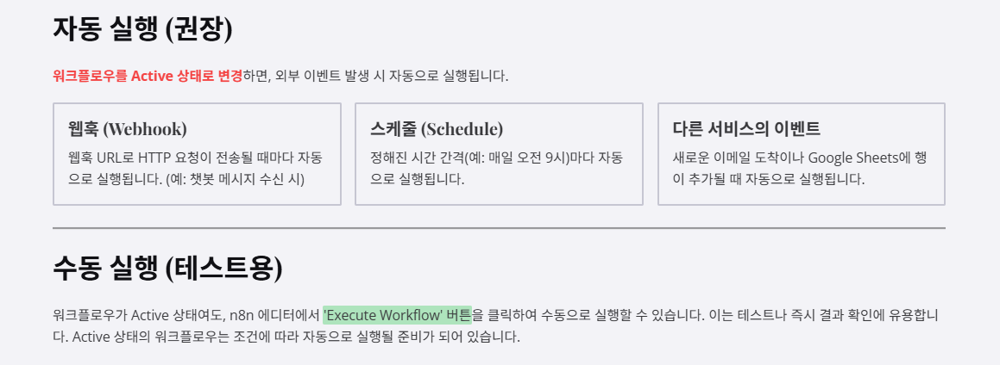 자동 실행 (권장)
워크플로우를 Active 상태로 변경하면, 외부 이벤트 발생 시 자동으로 실행됩니다.
웹훅 (Webhook)
웹훅 URL로 HTTP 요청이 전송될 때마다 자동
으로 실행됩니다. (예: 챗봇 메시지 수신 시)
스케줄 (Schedule)
정해진 시간 간격(예: 매일 오전 9시)마다 자동
으로 실행됩니다.
다른 서비스의 이벤트
새로운 이메일 도착이나 Google Sheets에 행
이 추가될 때 자동으로 실행됩니다.
수동 실행 (테스트용)
워크플로우가 Active 상태여도, n8n 에디터에서 'Execute Workflow' 버튼을 클릭하여 수동으로 실행할 수 있습니다. 이는 테스트나 즉시 결과 확인에 유용합니
다. Active 상태의 워크플로우는 조건에 따라 자동으로 실행될 준비가 되어 있습니다.